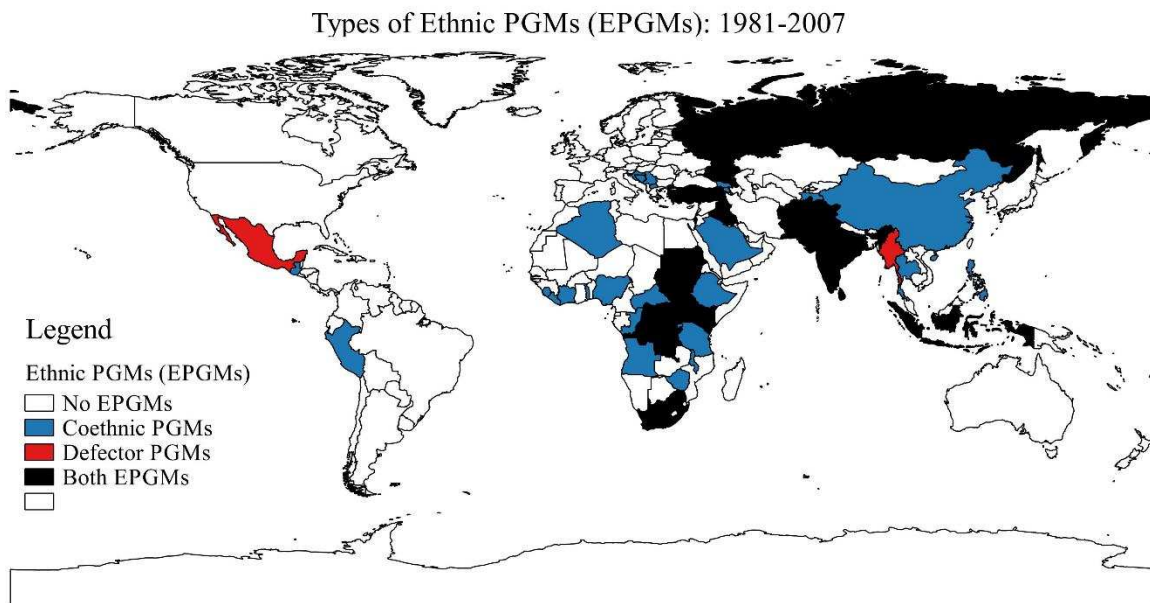 Types of Ethnic PGMs (EPGMs): 1981-2007
Legend
Ethnic PGMs (EPGMs)
No EPGMs
Coethnic PGMs
Defector PGMs
Both EPGMs